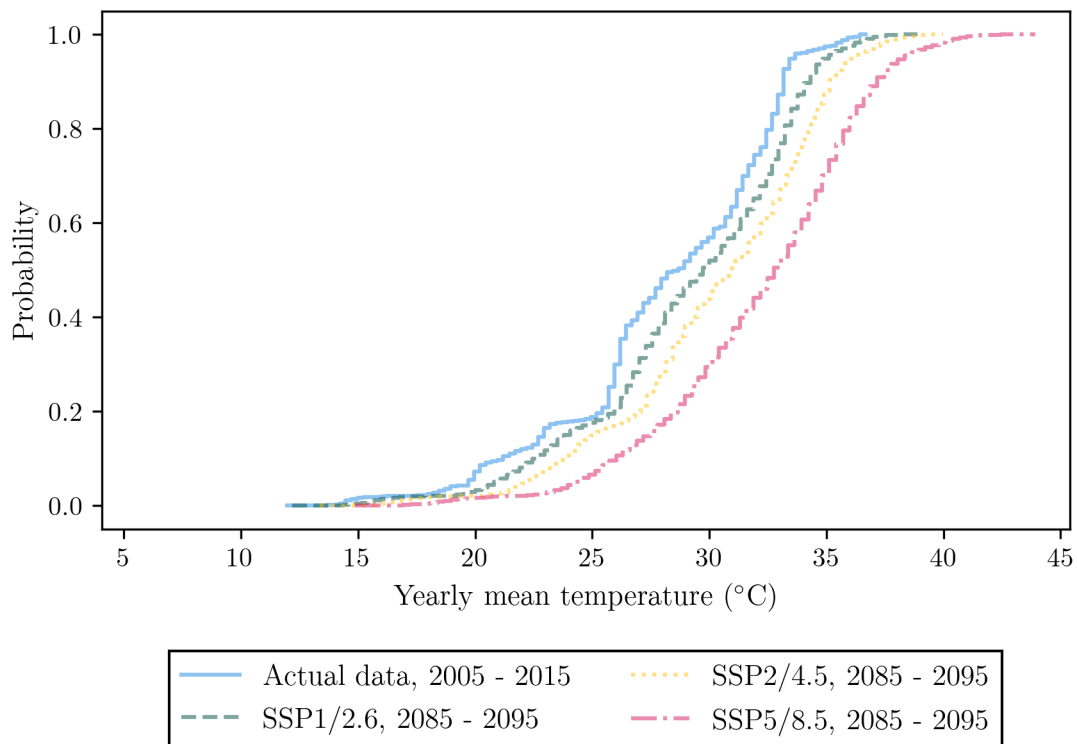 1.0
0.8
0.6
0.4
0.2
0.0
Probability
5 10 15 20 25 30 35 40 45
Yearly mean temperature (°C)
Actual data, 2005 - 2015
SSP1/2.6, 2085 - 2095
SSP2/4.5, 2085 - 2095
SSP5/8.5, 2085 - 2095